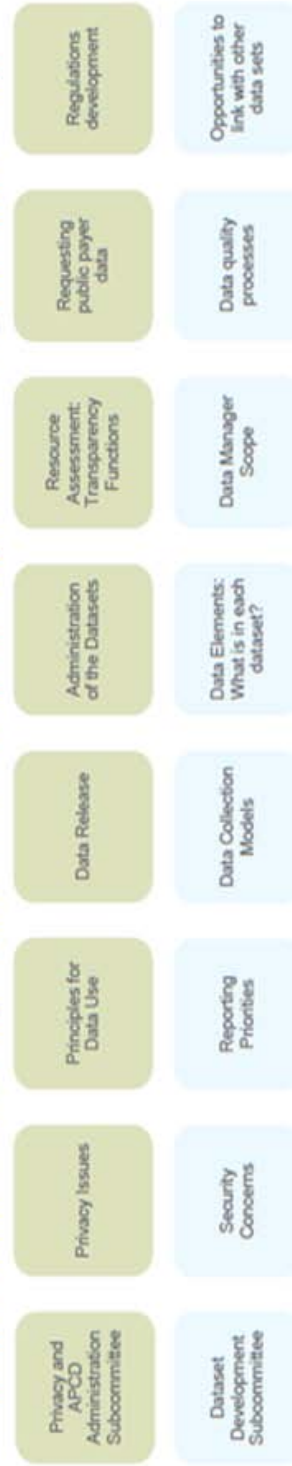 Privacy and
APCD
Administration
Subcommittee
Privacy Issues
Principles for
Data Use
Data Release
Administration
of the Datasets
Resource
Assessment:
Transparency
Functions
Requesting
public payer
data
Regulations
development
Dataset
Development
Subcommittee
Security
Concerns
Reporting
Priorities
Data Collection
Models
Data Elements:
What is in each
dataset?
Data Manager
Scope
Data quality
processes
Opportunities to
link with other
data sets